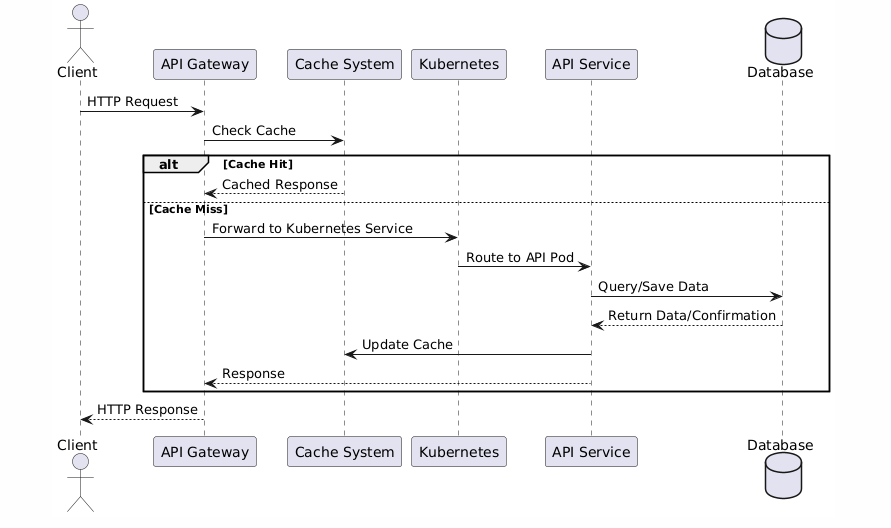 Client
API Gateway
Cache System
Kubernetes
API Service
Database
HTTP Request
Check Cache
alt
[Cache Hit]
Cached Response
[Cache Miss]
Forward to Kubernetes Service
Route to API Pod
Query/Save Data
Return Data/Confirmation
Update Cache
Response
HTTP Response
Client
API Gateway
Cache System
Kubernetes
API Service
Database